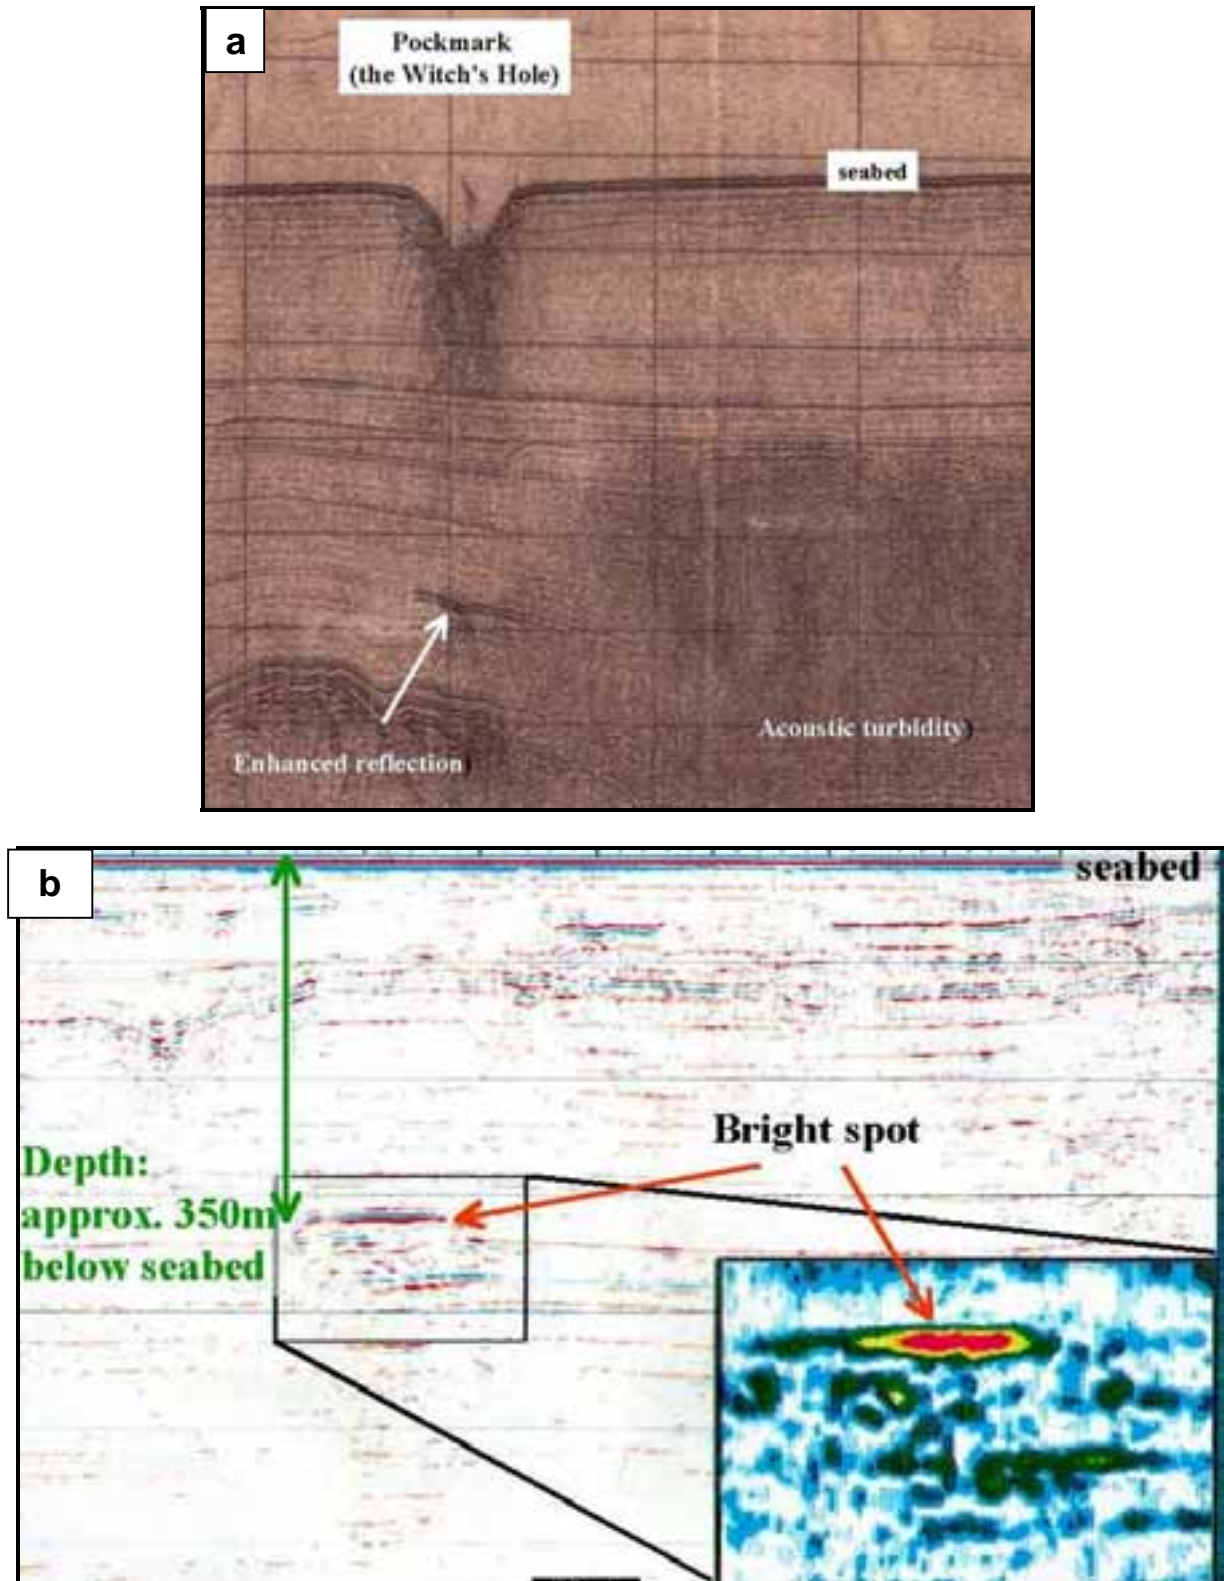 a
Pockmark
(the Witch's Hole)
seabed
Acoustic turbidity)
Enhanced reflection)
b
seabed
Bright spot
Depth:
approx. 350m
below seabed